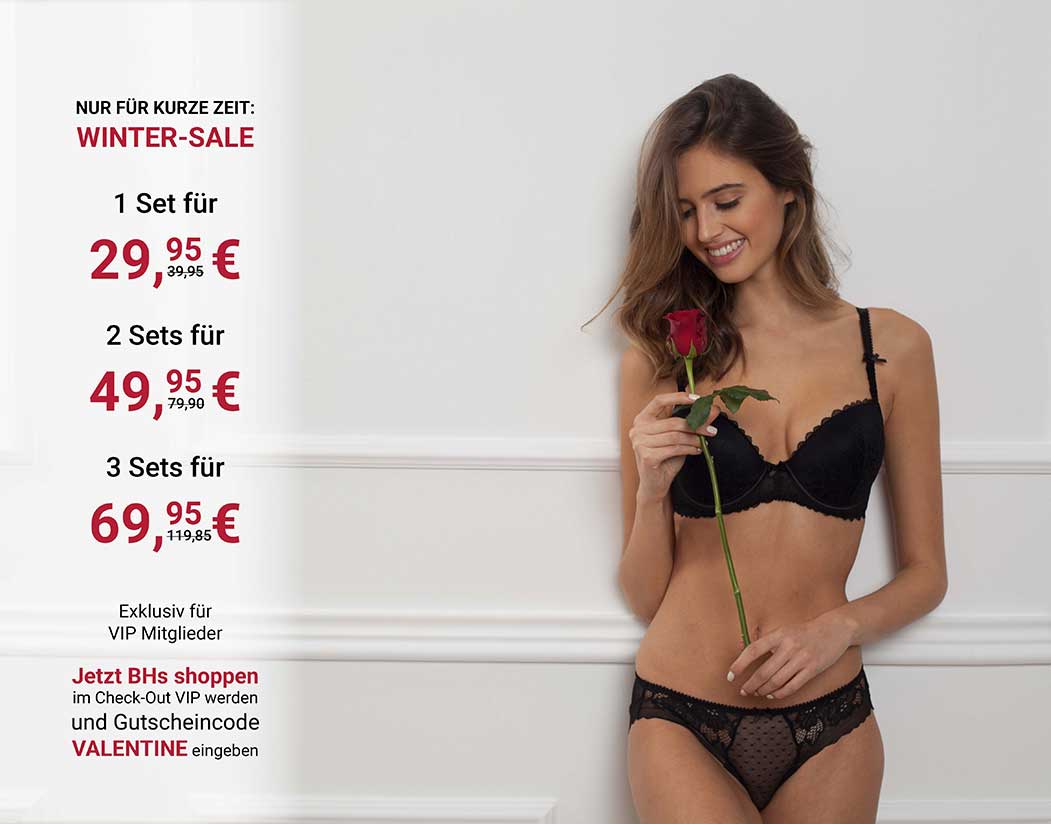 NUR FÜR KURZE ZEIT:
WINTER-SALE
1 Set für
29,95 €
39,95
2 Sets für
49,95 €
79,90
3 Sets für
69,95 €
119,85
Exklusiv für
VIP Mitglieder
Jetzt BHs shoppen
im Check-Out VIP werden
und Gutscheincode
VALENTINE eingeben